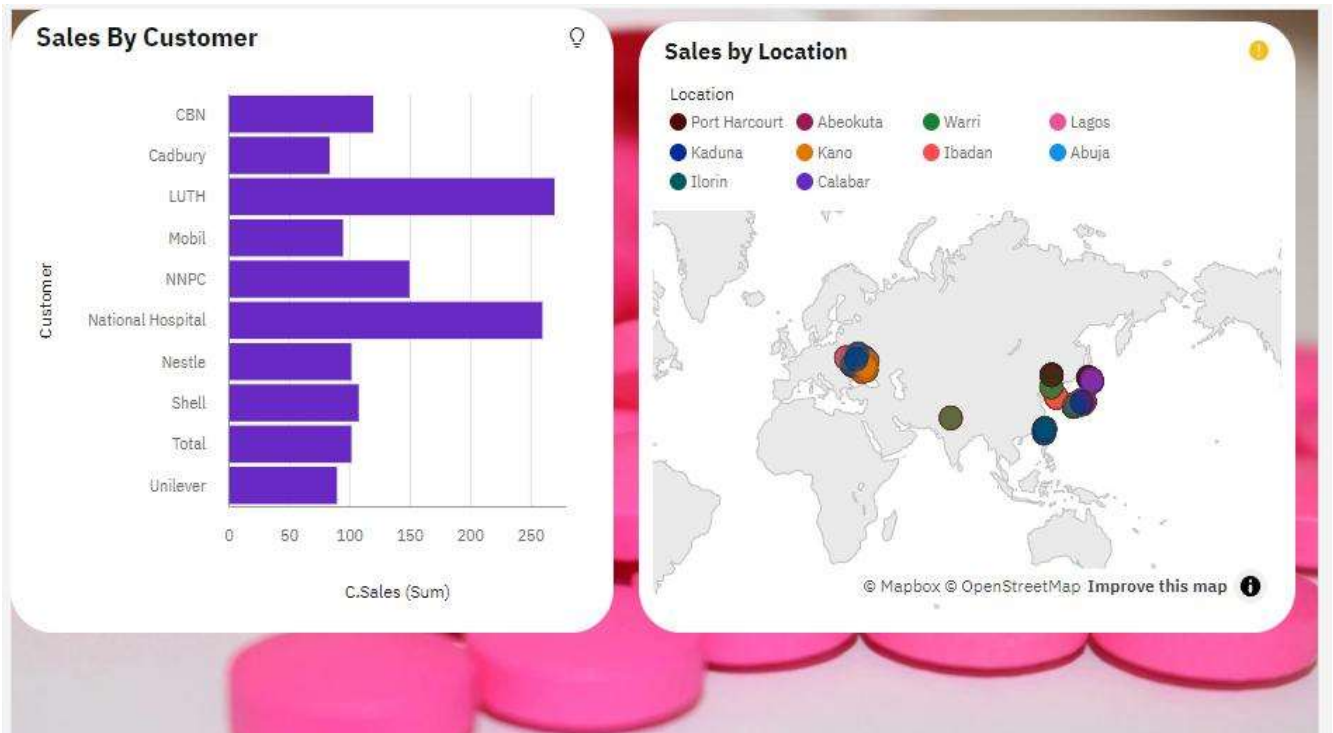 Sales By Customer
CBN
Cadbury
LUTH
Mobil
NNPC
National Hospital
Nestle
Shell
Total
Unilever
Customer
0 50 100 150 200 250
C.Sales (Sum)
Sales by Location
Location
Port Harcourt Abeokuta Warri Lagos
Kaduna Kano Ibadan Abuja
Ilorin Calabar
© Mapbox © OpenStreetMap Improve this map